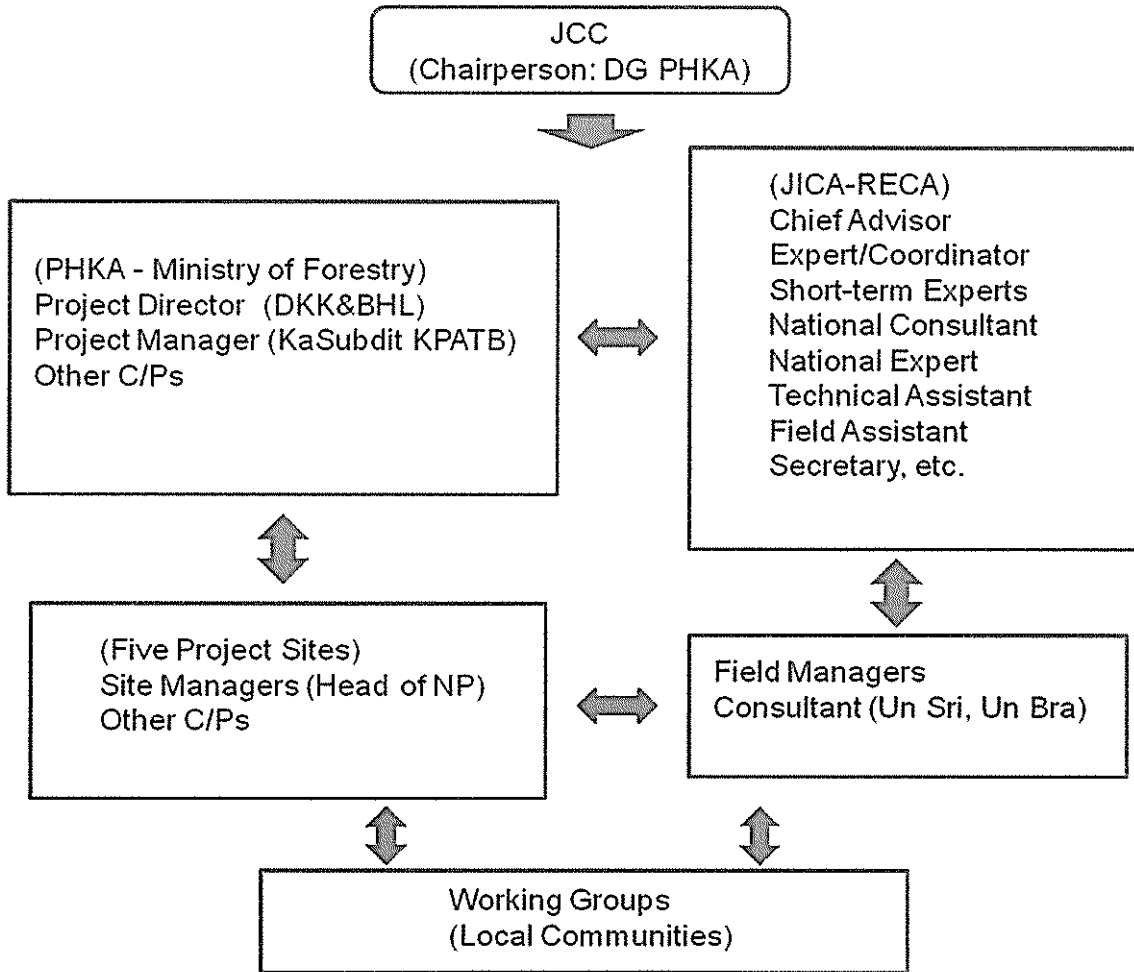 JCC
(Chairperson: DG PHKA)
(PHKA - Ministry of Forestry)
Project Director (DKK&BHL)
Project Manager (KaSubdit KPATB)
Other C/Ps
(JICA-RECA)
Chief Advisor
Expert/Coordinator
Short-term Experts
National Consultant
National Expert
Technical Assistant
Field Assistant
Secretary, etc.
(Five Project Sites)
Site Managers (Head of NP)
Other C/Ps
Field Managers
Consultant (Un Sri, Un Bra)
Working Groups
(Local Communities)